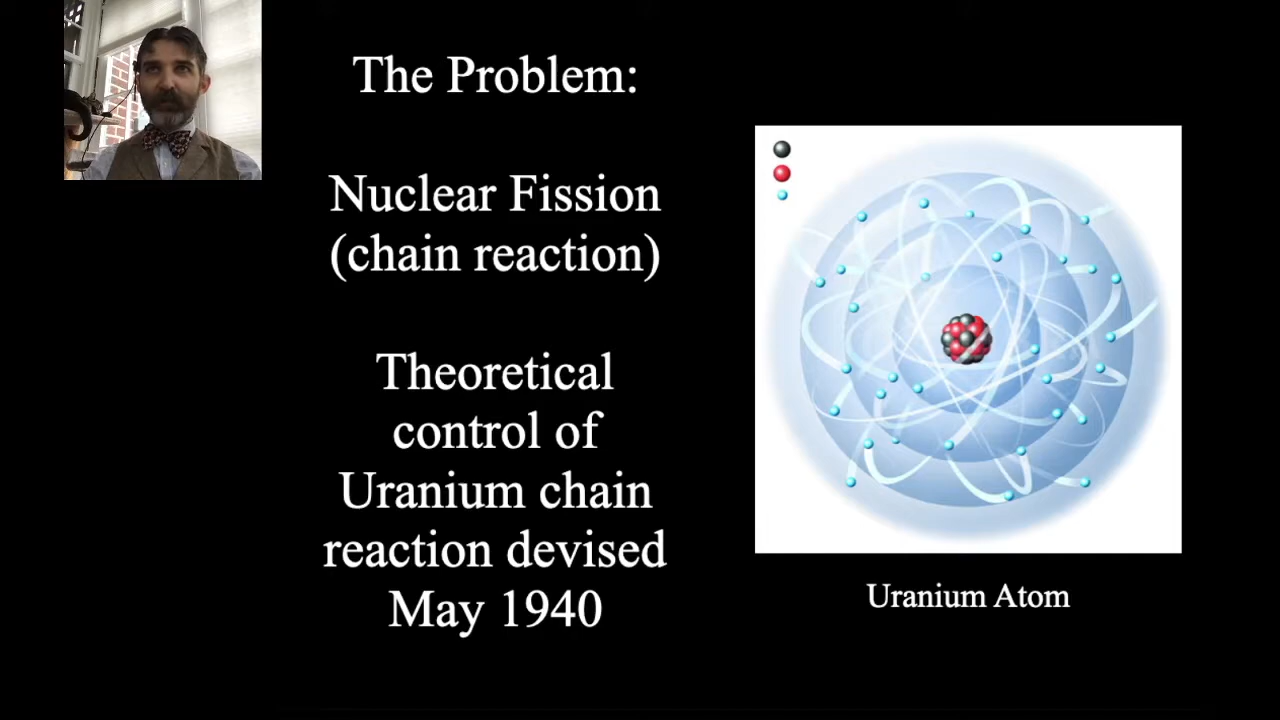 The Problem:
Nuclear Fission
(chain reaction)
Theoretical
control of
Uranium chain
reaction devised
May 1940
Uranium Atom